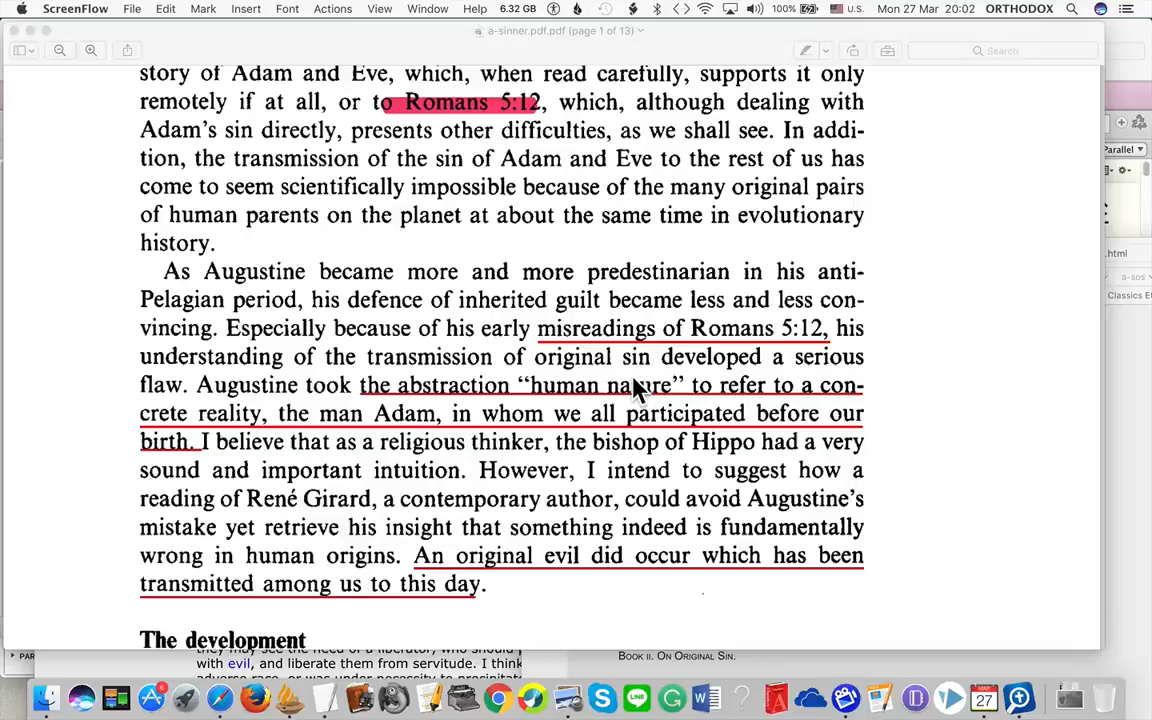 ScreenFlow File Edit Mark Insert Font Actions View Window Help 6.32 GB 100% U.S. Mon 27 Mar 20:02 ORTHODOX
a-sinner.pdf.pdf (page 1 of 13)
Search
story of Adam and Eve, which, when read carefully, supports it only
remotely if at all, or to Romans 5:12, which, although dealing with
Adam's sin directly, presents other difficulties, as we shall see. In addi-
tion, the transmission of the sin of Adam and Eve to the rest of us has
come to seem scientifically impossible because of the many original pairs
of human parents on the planet at about the same time in evolutionary
history.
As Augustine became more and more predestinarian in his anti-
Pelagian period, his defence of inherited guilt became less and less con-
vincing. Especially because of his early misreadings of Romans 5:12, his
understanding of the transmission of original sin developed a serious
flaw. Augustine took the abstraction "human nature" to refer to a con-
crete reality, the man Adam, in whom we all participated before our
birth. I believe that as a religious thinker, the bishop of Hippo had a very
sound and important intuition. However, I intend to suggest how a
reading of René Girard, a contemporary author, could avoid Augustine's
mistake yet retrieve his insight that something indeed is fundamentally
wrong in human origins. An original evil did occur which has been
transmitted among us to this day.
The development
Parallel
.html
a-sos
Classics Et
PAR
with evil, and liberate them from servitude. I think
BOOK II. ON ORIGINAL SIN.
6
MAR
27